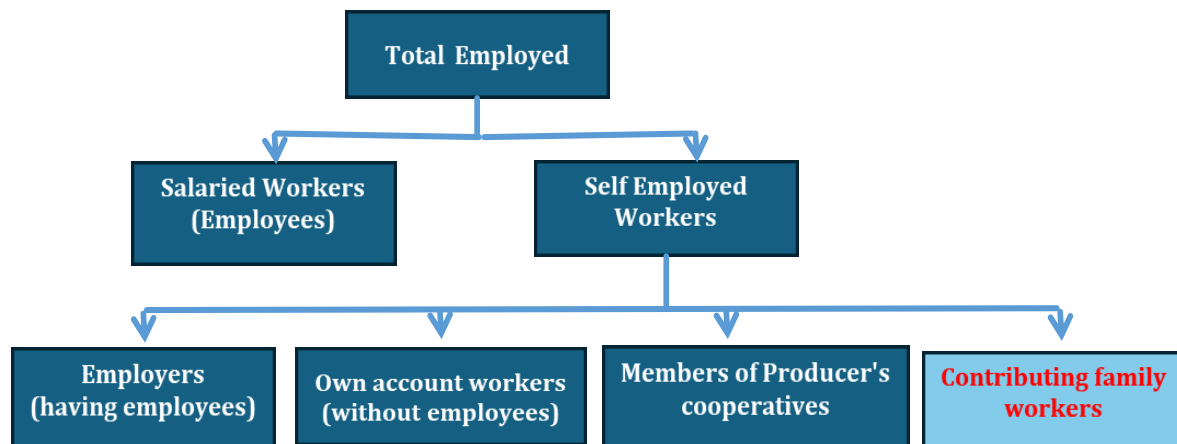 Total Employed
Salaried Workers
(Employees)
Self Employed
Workers
Employers
(having employees)
Own account workers
(without employees)
Members of Producer's
cooperatives
Contributing family
workers